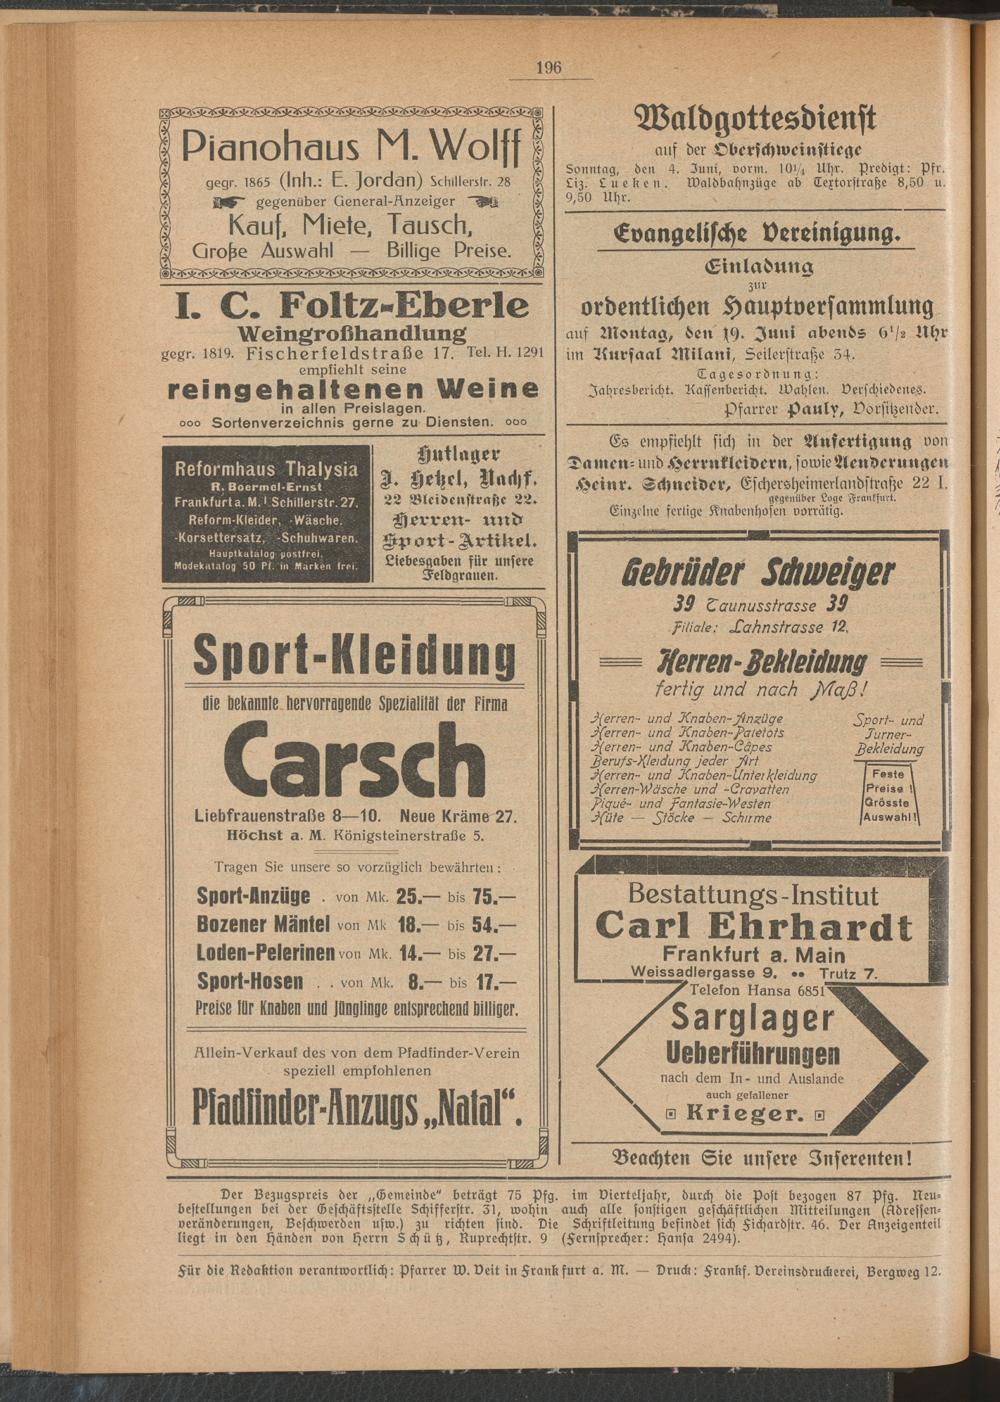 196
Pianohaus M. Wolff
gegr. 1865 (Inh.: E. Jordan) Schillerstr. 28
gegenüber General-Anzeiger
Kauf, Miete, Tausch,
Große Auswahl — Billige Preise.
I. C. Foltz-Eberle
Weingroßhandlung
gegr. 1819. Fischerfeldstraße 17. Tel. H. 1291
empfiehlt seine
reingehaltenen Weine
in allen Preislagen.
ooo Sortenverzeichnis gerne zu Diensten. ooo
Reformhaus Thalysia
R. Boermel-Ernst
Frankfurt a. M. Schillerstr. 27.
Reform-Kleider, -Wäsche.
-Korsettersatz, -Schuhwaren.
Hauptkatalog postfrei.
Modekatalog 50 Pf. in Marken frei.
Hutlager
J. Hetzel, Nachf.
22 Bleidenstraße 22.
Herren- und
Sport-Artikel.
Liebesgaben für unsere
Feldgrauen.
Sport-Kleidung
die bekannte hervorragende Spezialität der Firma
Carsch
Liebfrauenstraße 8—10. Neue Kräme 27.
Höchst a. M. Königsteinerstraße 5.
Tragen Sie unsere so vorzüglich bewährten:
Sport-Anzüge . von Mk. 25.— bis 75.—
Bozener Mäntel von Mk 18.— bis 54.—
Loden-Pelerinen von Mk. 14.— bis 27.—
Sport-Hosen . . von Mk. 8.— bis 17.—
Preise für Knaben und Jünglinge entsprechend billiger.
Allein-Verkauf des von dem Pfadfinder-Verein
speziell empfohlenen
Pfadfinder-Anzugs „Natal“.
Waldgottesdienst
auf der Oberschweinstiege
Sonntag, den 4. Juni, vorm. 10¼ Uhr. Predigt: Pfr.
Liz. Lueken. Waldbahnzüge ab Textorstraße 8,50 u.
9,50 Uhr.
Evangelische Vereinigung.
Einladung
zur
ordentlichen Hauptversammlung
auf Montag, den 19. Juni abends 6½ Uhr
im Kursaal Milani, Seilerstraße 34.
Tagesordnung:
Jahresbericht. Kassenbericht. Wahlen. Verschiedenes.
Pfarrer Pauly, Vorsitzender.
Es empfiehlt sich in der Anfertigung von
Damen- und Herrnkleidern, sowie Aenderungen
Heinr. Schneider, Eschersheimerlandstraße 22 I.
gegenüber Loge Frankfurt.
Einzelne fertige Knabenhosen vorrätig.
Gebrüder Schweiger
39 Taunusstrasse 39
Filiale: Lahnstrasse 12,
Herren-Bekleidung
fertig und nach Maß!
Herren- und Knaben-Anzüge
Herren- und Knaben-Paletots
Herren- und Knaben-Capes
Berufs-Kleidung jeder Art
Herren- und Knaben-Unterkleidung
Herren-Wäsche und -Cravatten
Piqué- und Fantasie-Westen
Hüte — Stöcke — Schirme
Sport- und
Turner-
Bekleidung
Feste
Preise !
Grösste
Auswahl!
Bestattungs-Institut
Carl Ehrhardt
Frankfurt a. Main
Weissadlergasse 9. •• Trutz 7.
Telefon Hansa 6851
Sarglager
Ueberführungen
nach dem In- und Auslande
auch gefallener
Krieger.
Beachten Sie unsere Inserenten!
Der Bezugspreis der „Gemeinde“ beträgt 75 Pfg. im Vierteljahr, durch die Post bezogen 87 Pfg. Neu-
bestellungen bei der Geschäftsstelle Schifferstr. 31, wohin auch alle sonstigen geschäftlichen Mitteilungen (Adressen-
veränderungen, Beschwerden usw.) zu richten sind. Die Schriftleitung befindet sich Fichardstr. 46. Der Anzeigenteil
liegt in den Händen von Herrn Schütz, Ruprechtstr. 9 (Fernsprecher: Hansa 2494).
Für die Redaktion verantwortlich: Pfarrer W. Veit in Frankfurt a. M. — Druck: Frankf. Vereinsdruckerei, Bergweg 12.